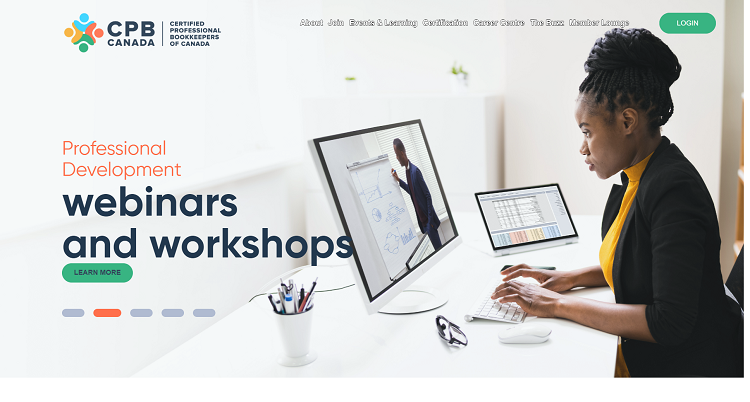 CPB
CANADA
CERTIFIED
PROFESSIONAL
BOOKKEEPERS
OF CANADA
About Join Events & Learning Certification Career Centre The Buzz Member Lounge
LOGIN
Professional
Development
webinars
and workshops
LEARN MORE